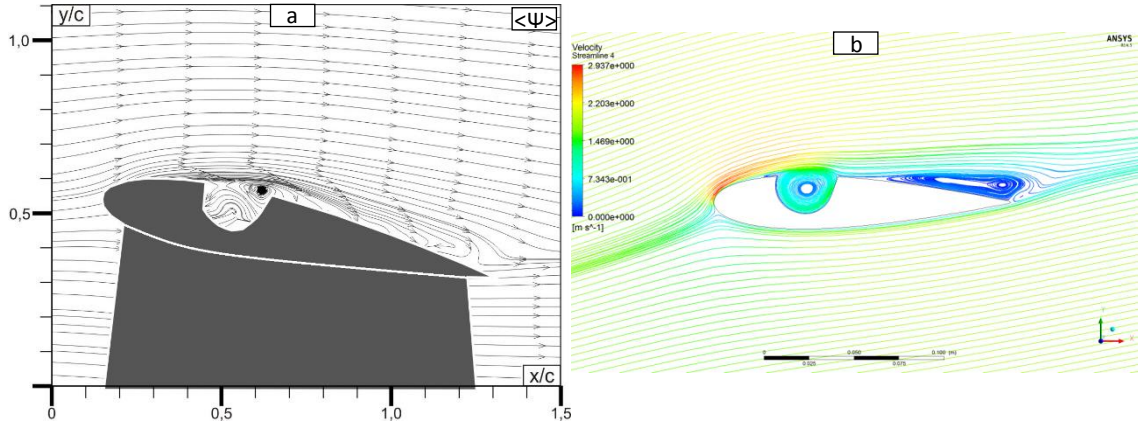 y/c
a
<Ψ>
1,0
0,5
0
0,5
1,0
1,5
x/c
b
ANSYS
Velocity
Streamline 4
2.937e+000
2.203e+000
1.469e+000
7.343e-001
0.000e+000
[m s^-1]
0
0.050
0.100 (m)
0.025
0.075